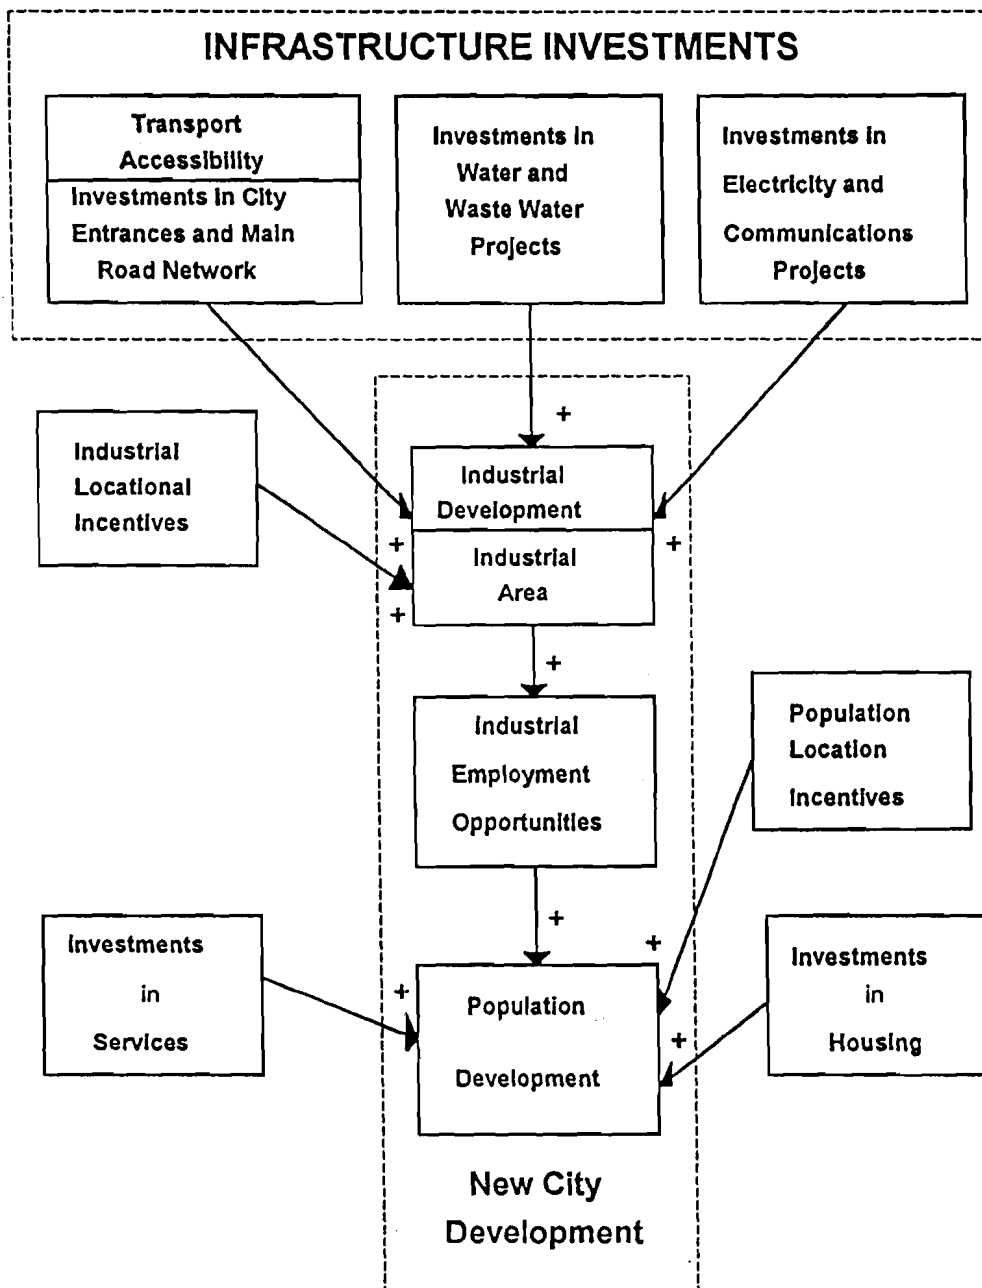 INFRASTRUCTURE INVESTMENTS
Transport
Accessibility
Investments in City
Entrances and Main
Road Network
Investments in
Water and
Waste Water
Projects
Investments in
Electricity and
Communications
Projects
+
Industrial
Locational
Incentives
Industrial
Development
+
+
Industrial
Area
+
+
Industrial
Employment
Opportunities
Population
Location
Incentives
+
+
Investments
in
Services
+
Population
Development
+
Investments
in
Housing
New City
Development